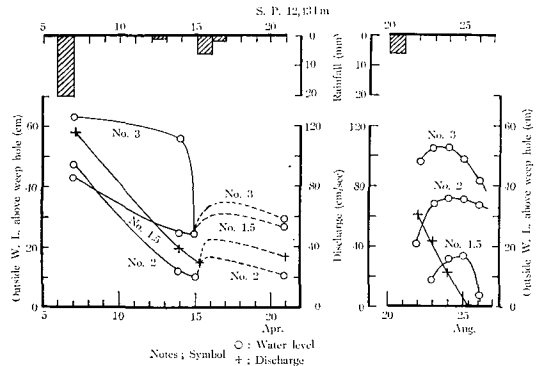 S. P. 12,131m
5 10 15 20
20 25
0
10
20
Rainfall (mm)
0
10
20
Outside W. L. above weep hole (cm)
60
40
20
0
No. 3
No. 1.5
No. 2
No. 3
No. 1.5
No. 2
120
80
40
0
Discharge (cm/sec)
120
80
40
0
No. 3
No. 2
No. 1.5
60
40
20
0
Outside W. L. above weep hole (cm)
5 10 15 20
Apr.
20 25
Aug.
Notes ; Symbol
○ : Water level
+ : Discharge